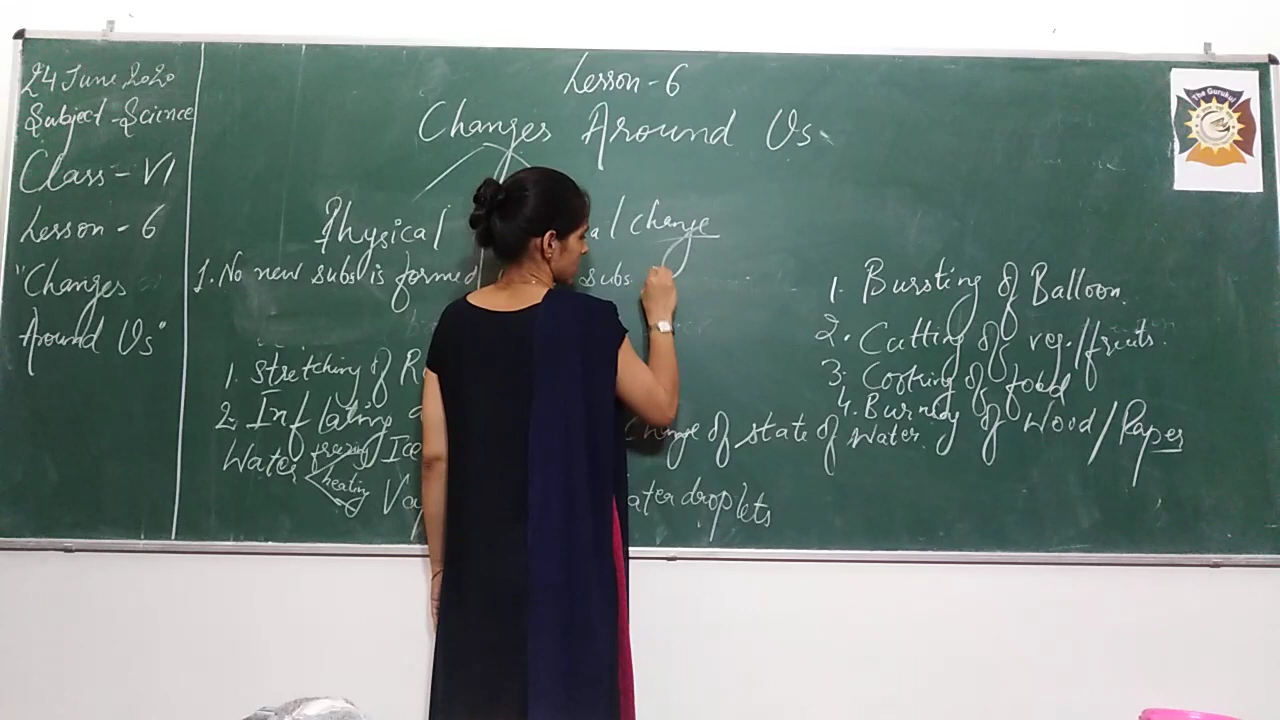 24 June, 2020
Subject - Science
Class - VI
Lesson - 6
"Changes
Around Us"
Lesson - 6
Changes Around Us
Physical al change
1. No new subs is formed subs.
1. Stretching of R
2. Inflating a
Water freezing Ice change of state of water.
heating Va ater droplets
1. Bursting of Balloon.
2. Cutting of veg./fruits.
3. Cooking of food
4. Burning of Wood/Paper
The Gurukul